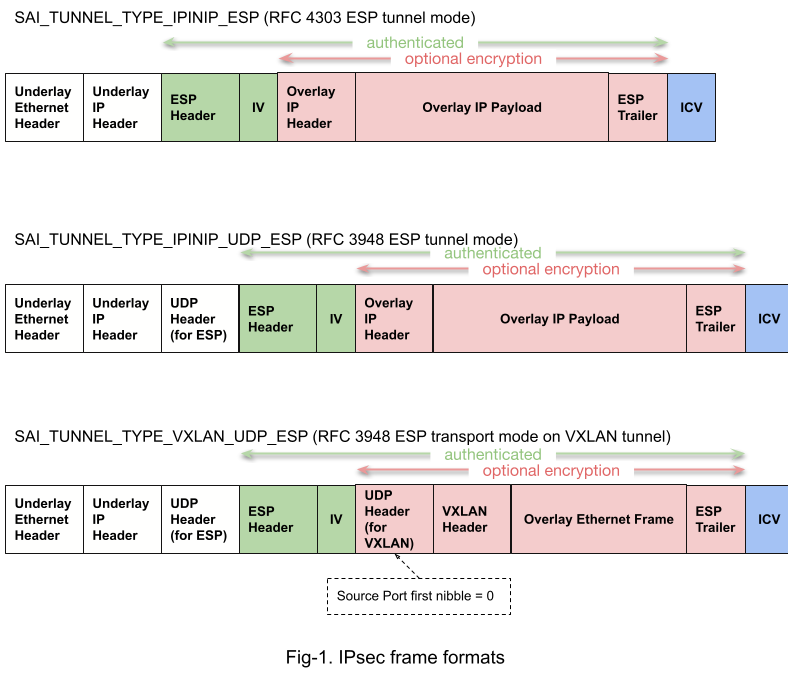 SAI_TUNNEL_TYPE_IPINIP_ESP (RFC 4303 ESP tunnel mode)
authenticated
optional encryption
Underlay Ethernet Header
Underlay IP Header
ESP Header
IV
Overlay IP Header
Overlay IP Payload
ESP Trailer
ICV
SAI_TUNNEL_TYPE_IPINIP_UDP_ESP (RFC 3948 ESP tunnel mode)
authenticated
optional encryption
Underlay Ethernet Header
Underlay IP Header
UDP Header (for ESP)
ESP Header
IV
Overlay IP Header
Overlay IP Payload
ESP Trailer
ICV
SAI_TUNNEL_TYPE_VXLAN_UDP_ESP (RFC 3948 ESP transport mode on VXLAN tunnel)
authenticated
optional encryption
Underlay Ethernet Header
Underlay IP Header
UDP Header (for ESP)
ESP Header
IV
UDP Header (for VXLAN)
VXLAN Header
Overlay Ethernet Frame
ESP Trailer
ICV
Source Port first nibble = 0
Fig-1. IPsec frame formats